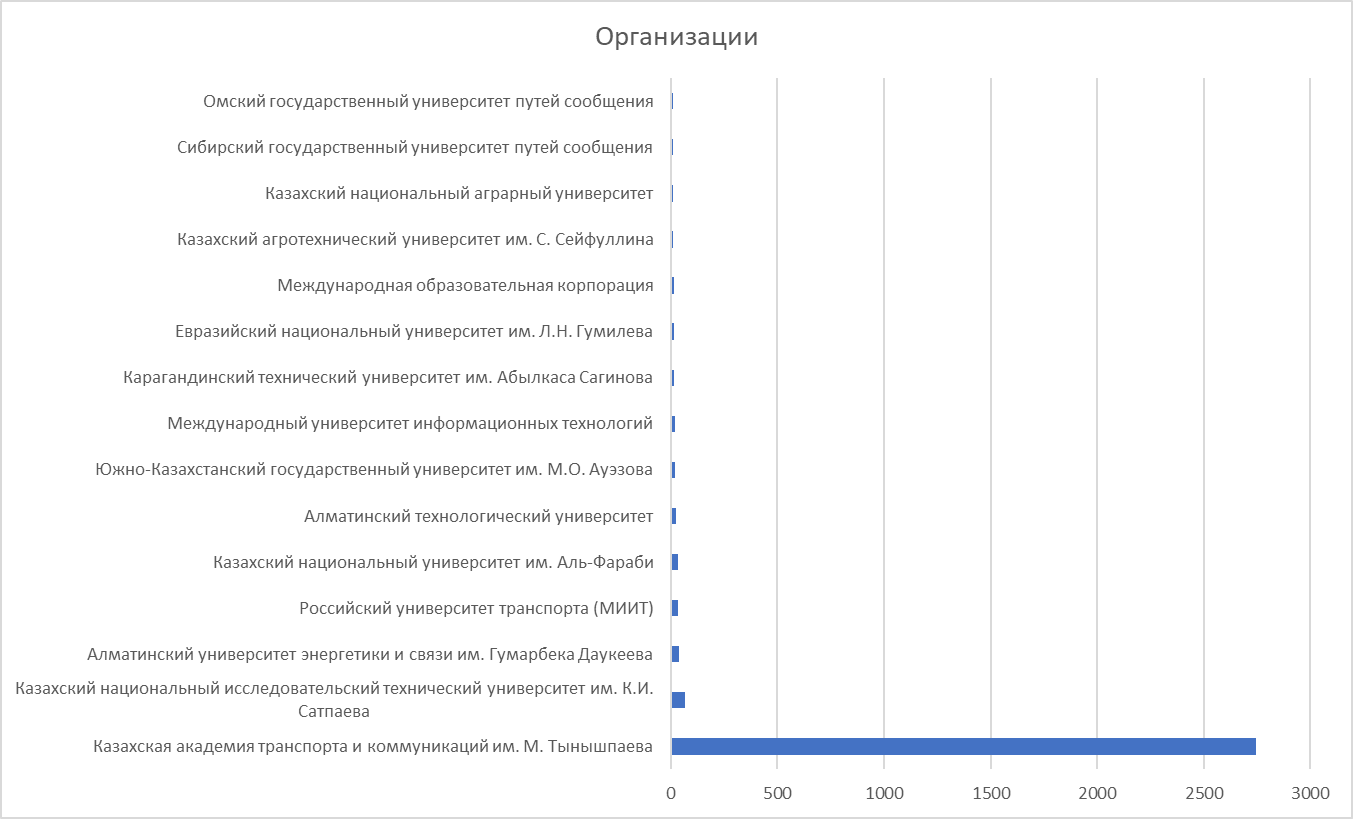 Организации
Омский государственный университет путей сообщения
Сибирский государственный университет путей сообщения
Казахский национальный аграрный университет
Казахский агротехнический университет им. С. Сейфуллина
Международная образовательная корпорация
Евразийский национальный университет им. Л.Н. Гумилева
Карагандинский технический университет им. Абылкаса Сагинова
Международный университет информационных технологий
Южно-Казахстанский государственный университет им. М.О. Ауэзова
Алматинский технологический университет
Казахский национальный университет им. Аль-Фараби
Российский университет транспорта (МИИТ)
Алматинский университет энергетики и связи им. Гумарбека Даукеева
Казахский национальный исследовательский технический университет им. К.И.
Сатпаева
Казахская академия транспорта и коммуникаций им. М. Тынышпаева
0 500 1000 1500 2000 2500 3000